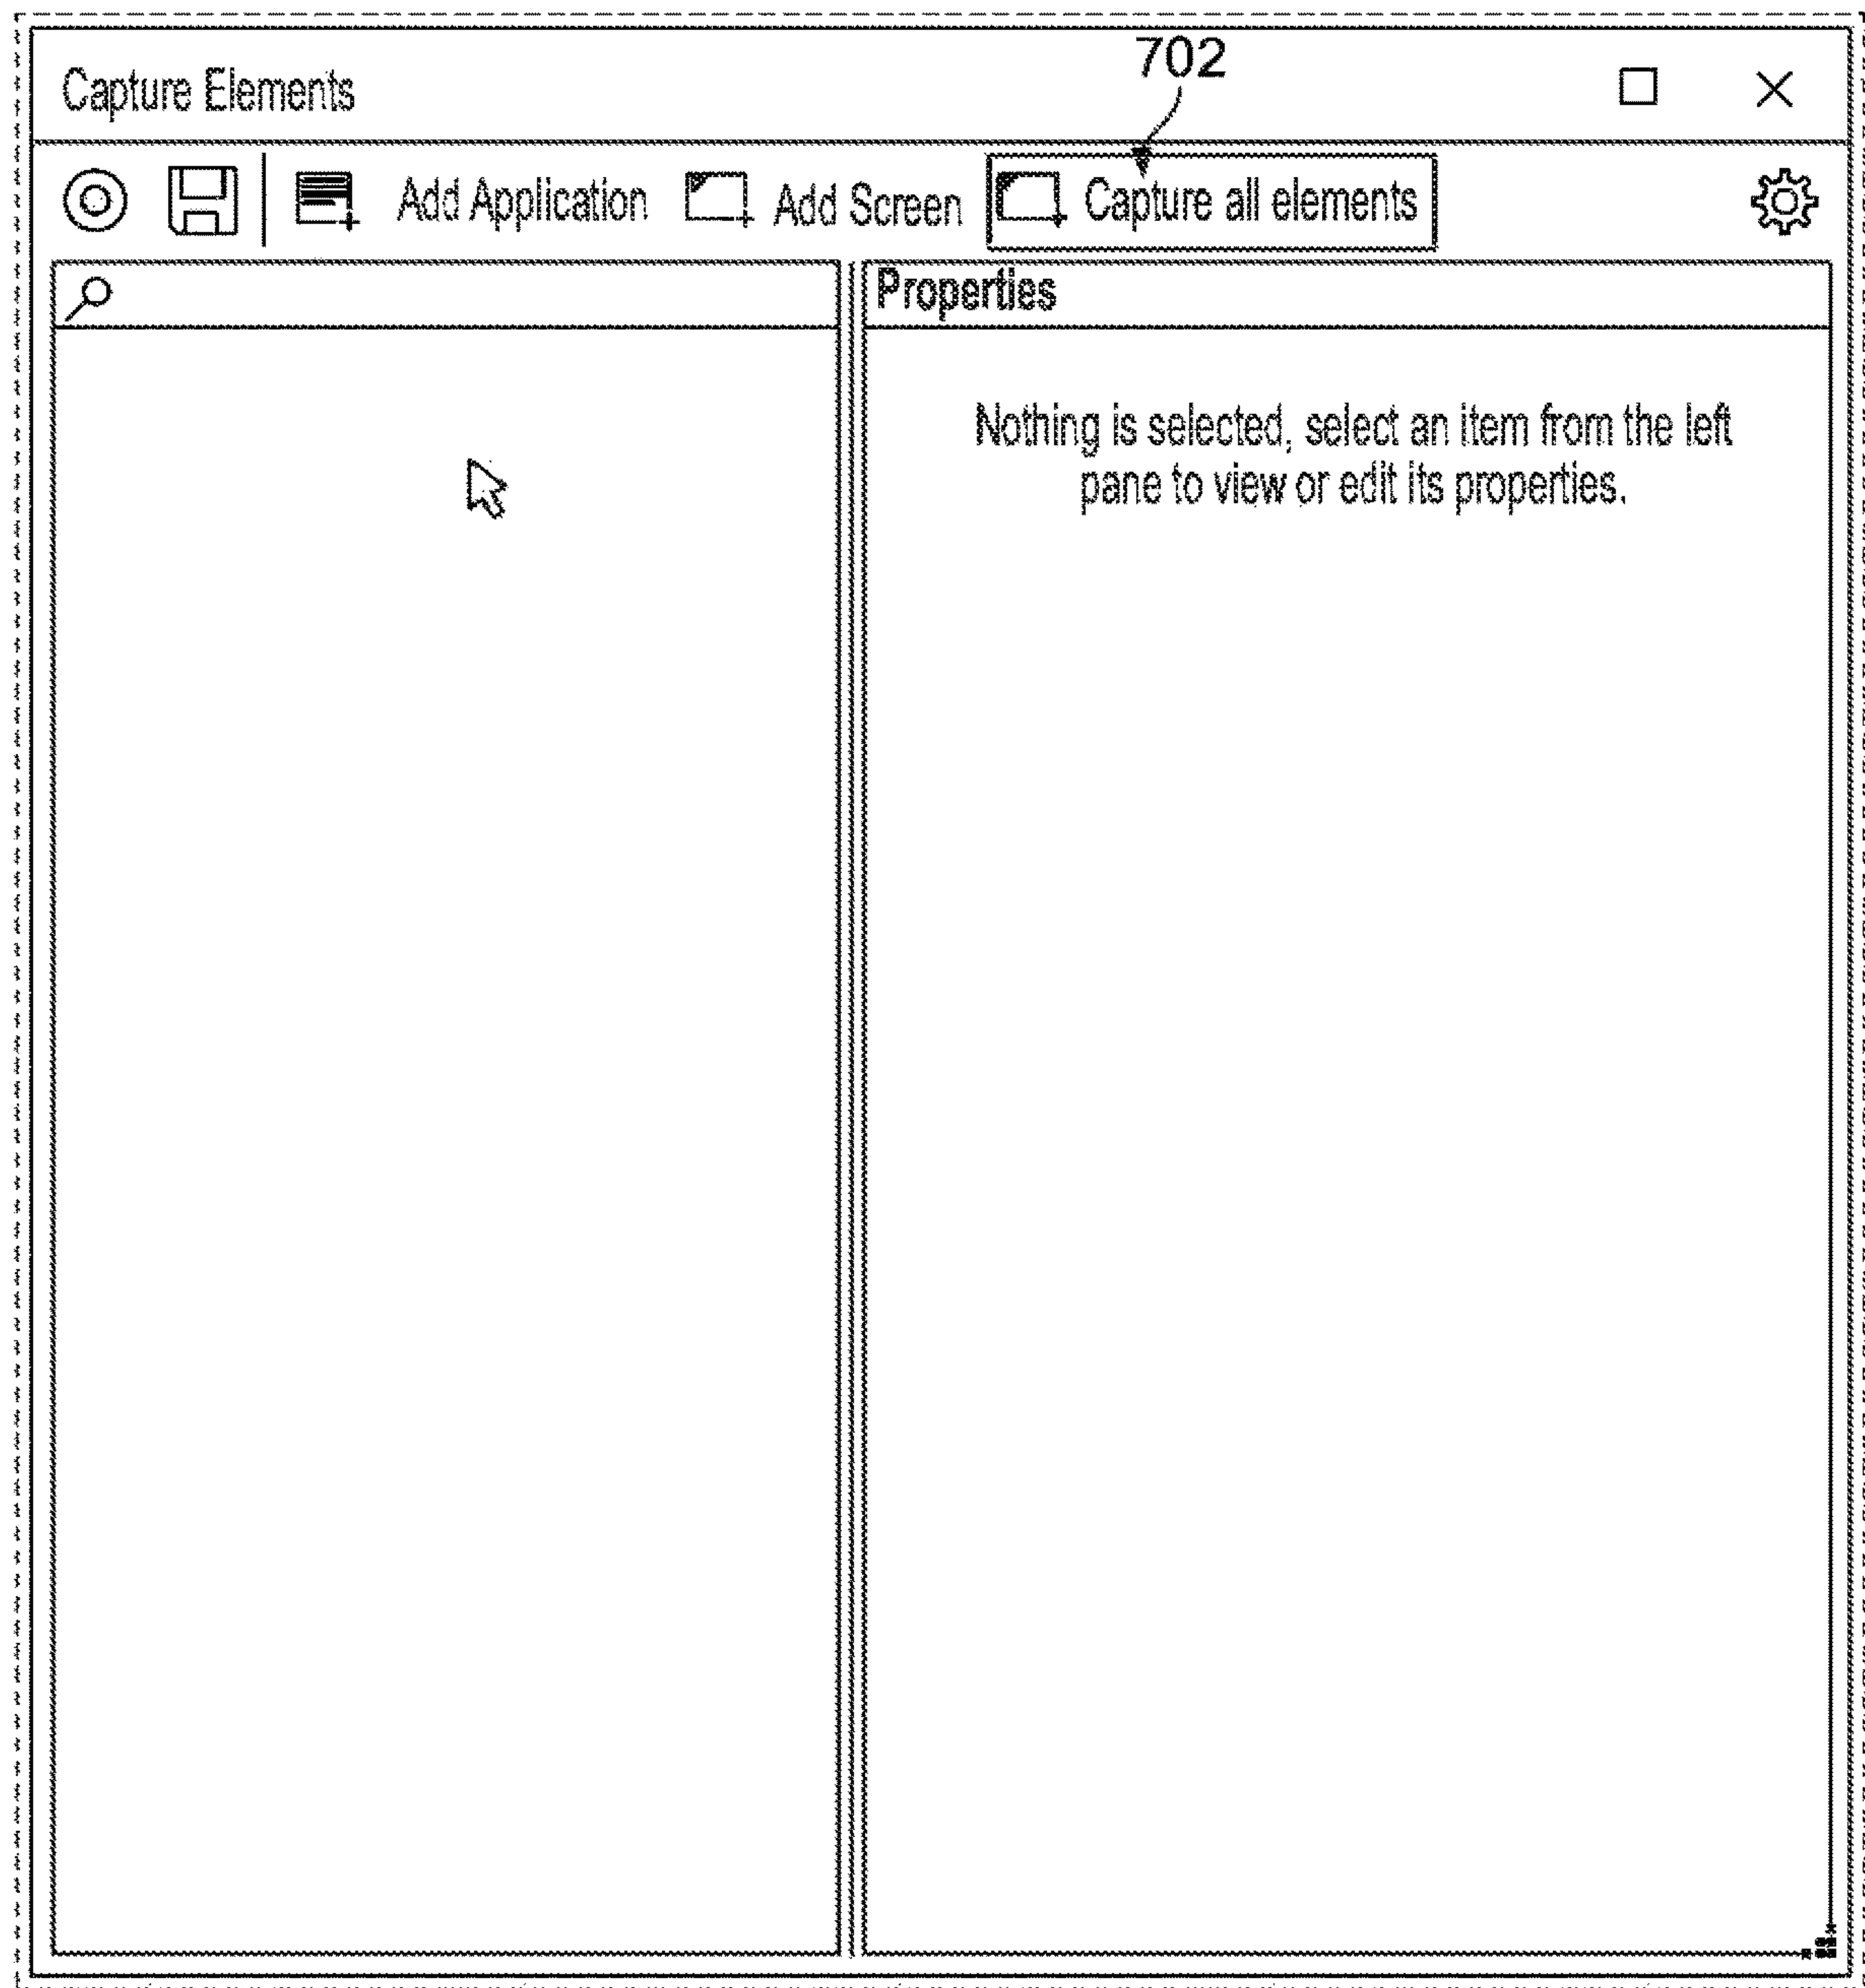 702
Capture Elements
Add Application Add Screen Capture all elements
Properties
Nothing is selected, select an item from the left
pane to view or edit its properties.